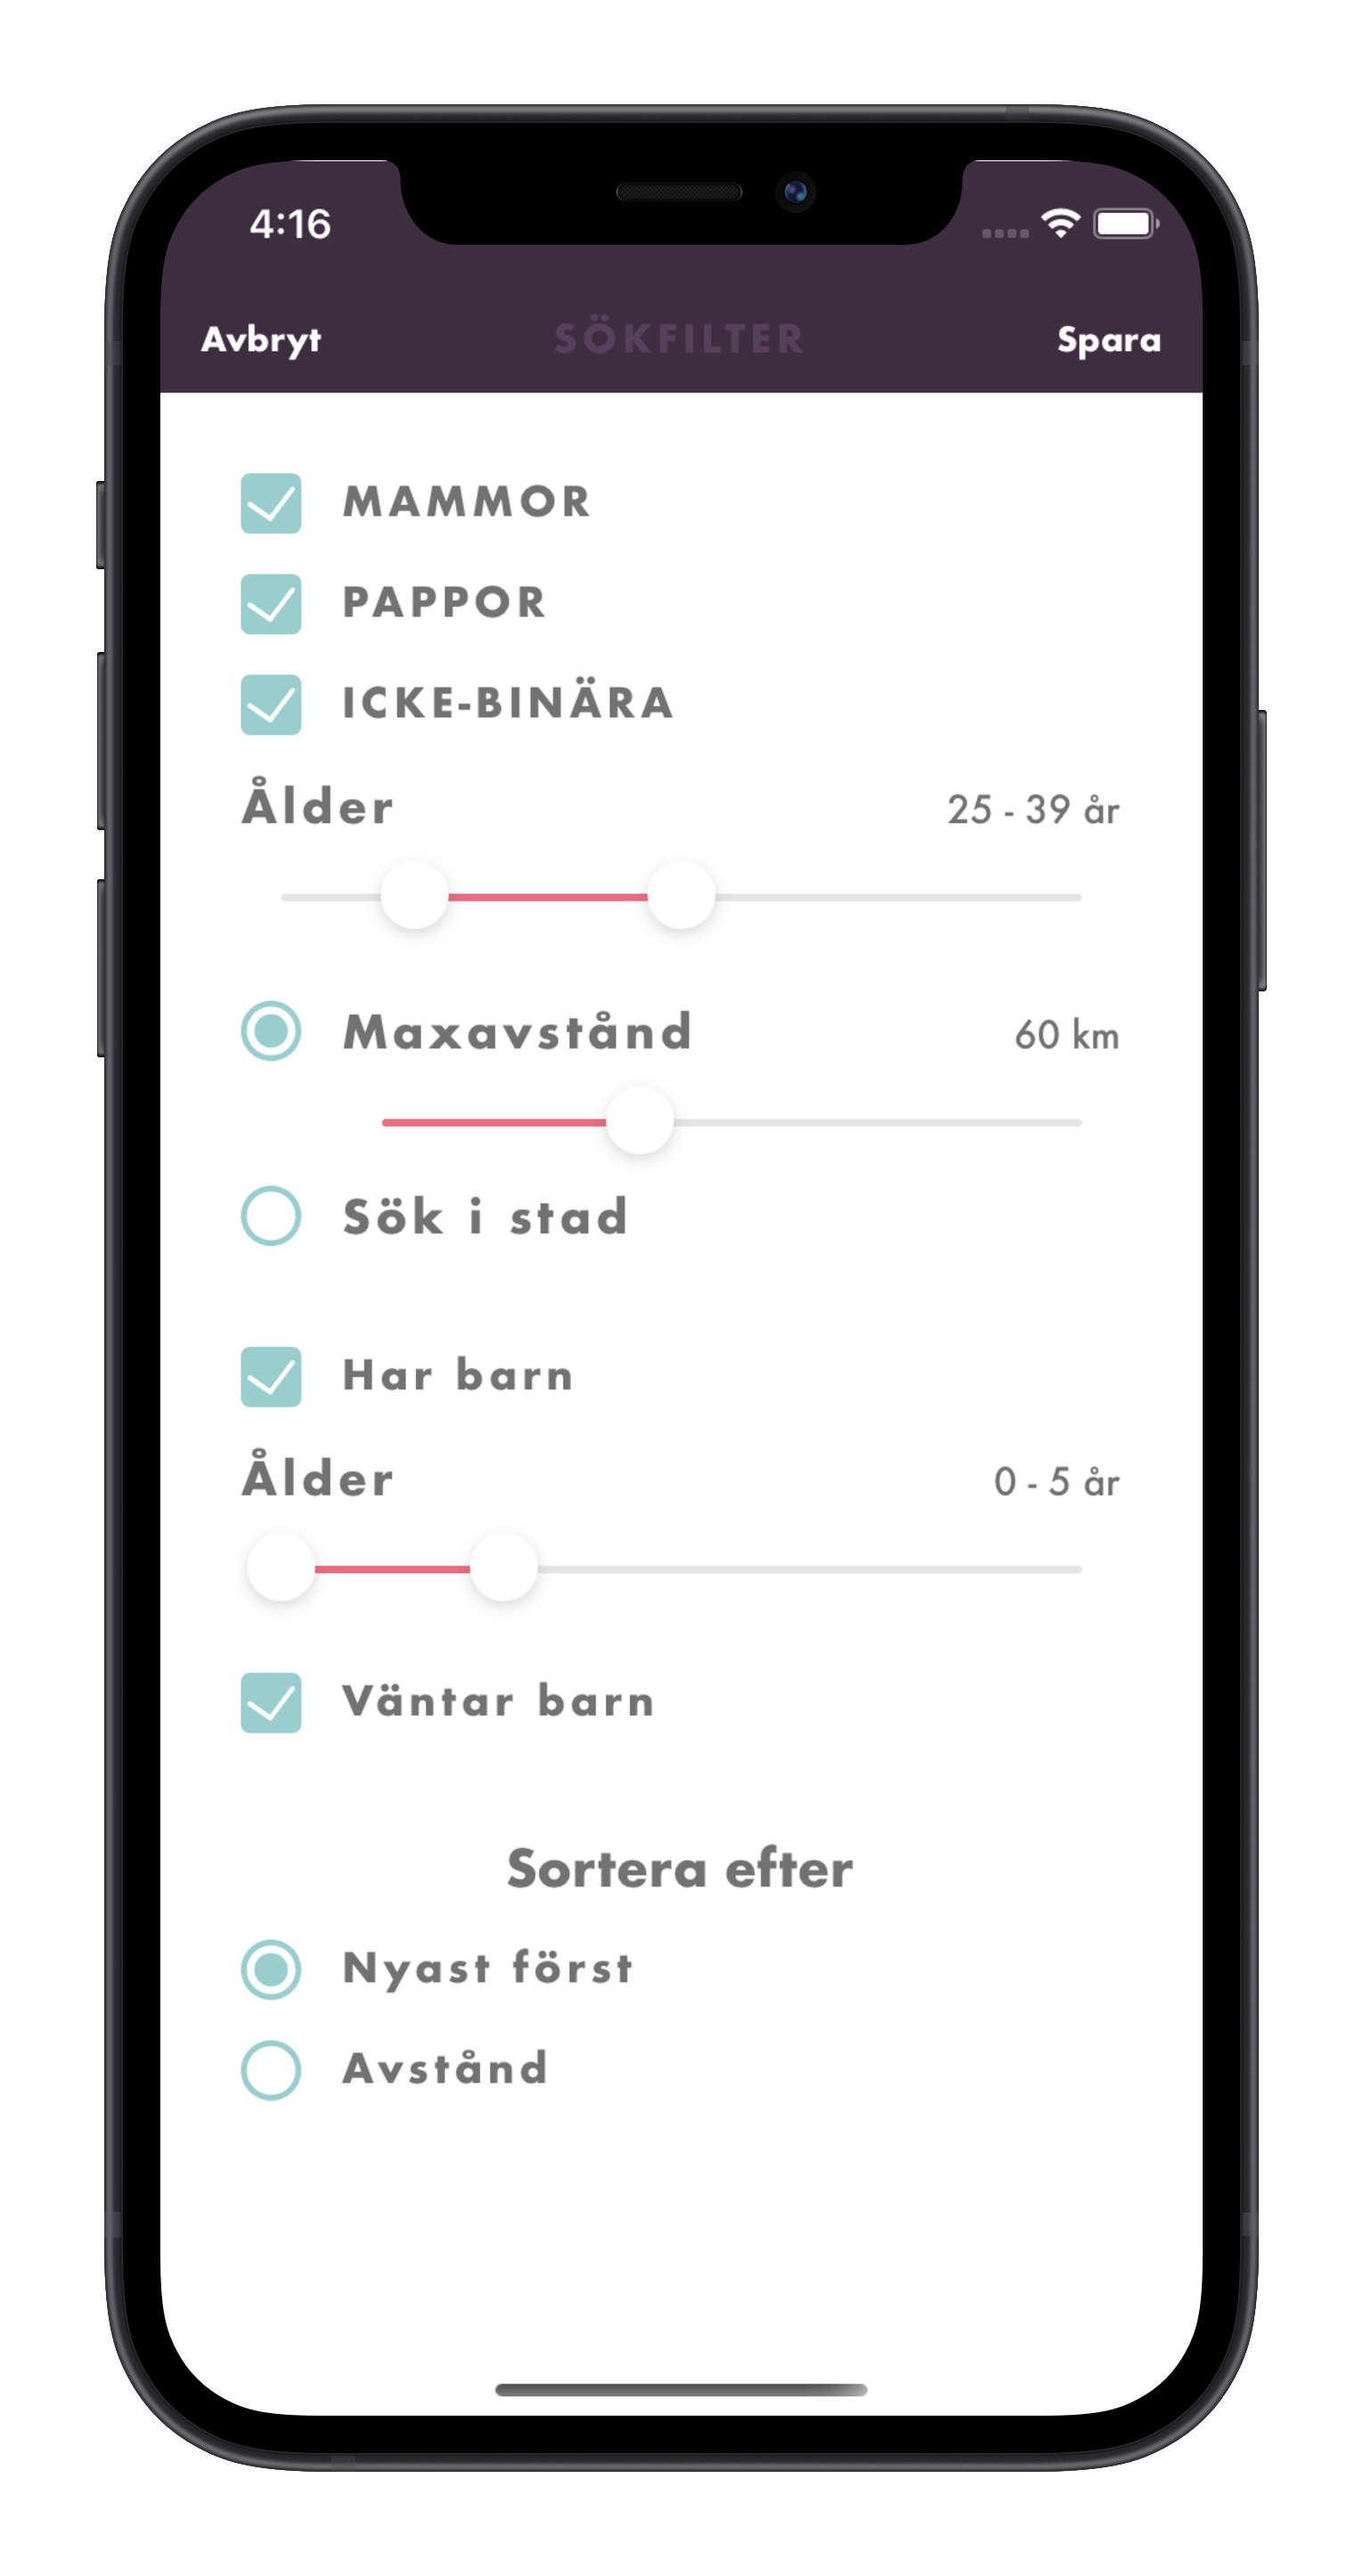 4:16
Avbryt SÖKFILTER Spara
MAMMOR
PAPPOR
ICKE-BINÄRA
Ålder 25 - 39 år
Maxavstånd 60 km
Sök i stad
Har barn
Ålder 0 - 5 år
Väntar barn
Sortera efter
Nyast först
Avstånd